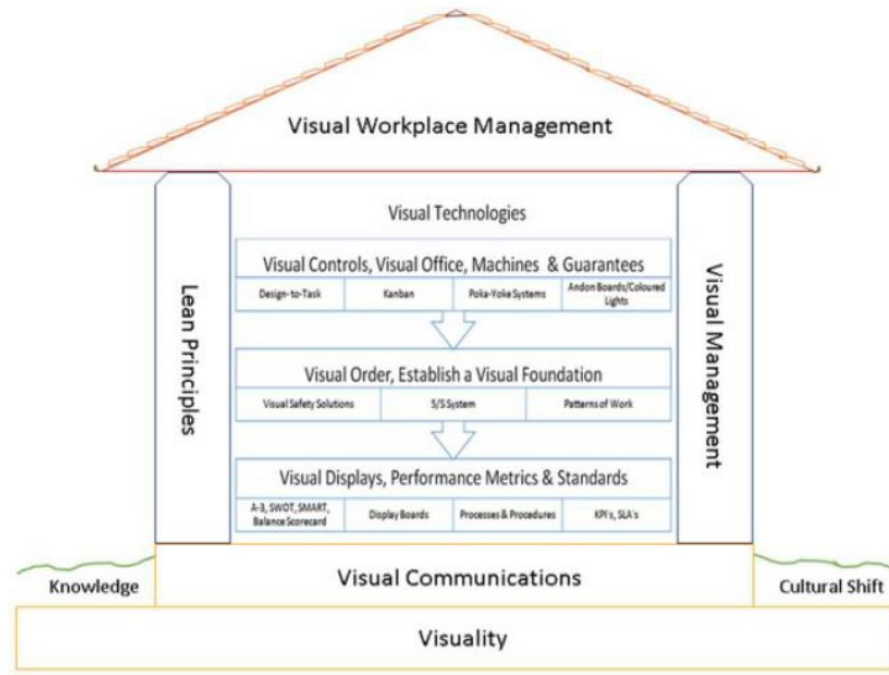 Visual Workplace Management
Lean Principles
Visual Technologies
Visual Controls, Visual Office, Machines & Guarantees
Design-to-Task
Kanban
Poka-Yoke Systems
Andon Boards/Coloured
Lights
Visual Order, Establish a Visual Foundation
Visual Safety Solutions
5/S System
Patterns of Work
Visual Displays, Performance Metrics & Standards
A-3, SWOT, SMART,
Balance Scorecard
Display Boards
Processes & Procedures
KPI's, SLA's
Visual Management
Knowledge
Visual Communications
Cultural Shift
Visuality